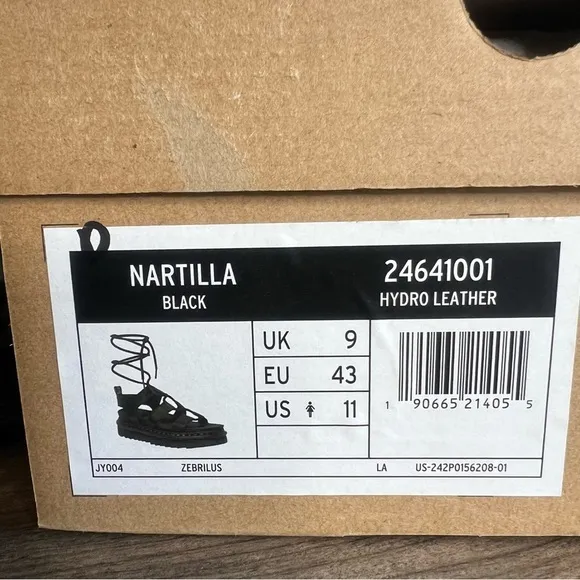 NARTILLA
BLACK
24641001
HYDRO LEATHER
UK 9
EU 43
US 11
1 90665 21405 5
JY004 ZEBRILUS LA US-242P0156208-01